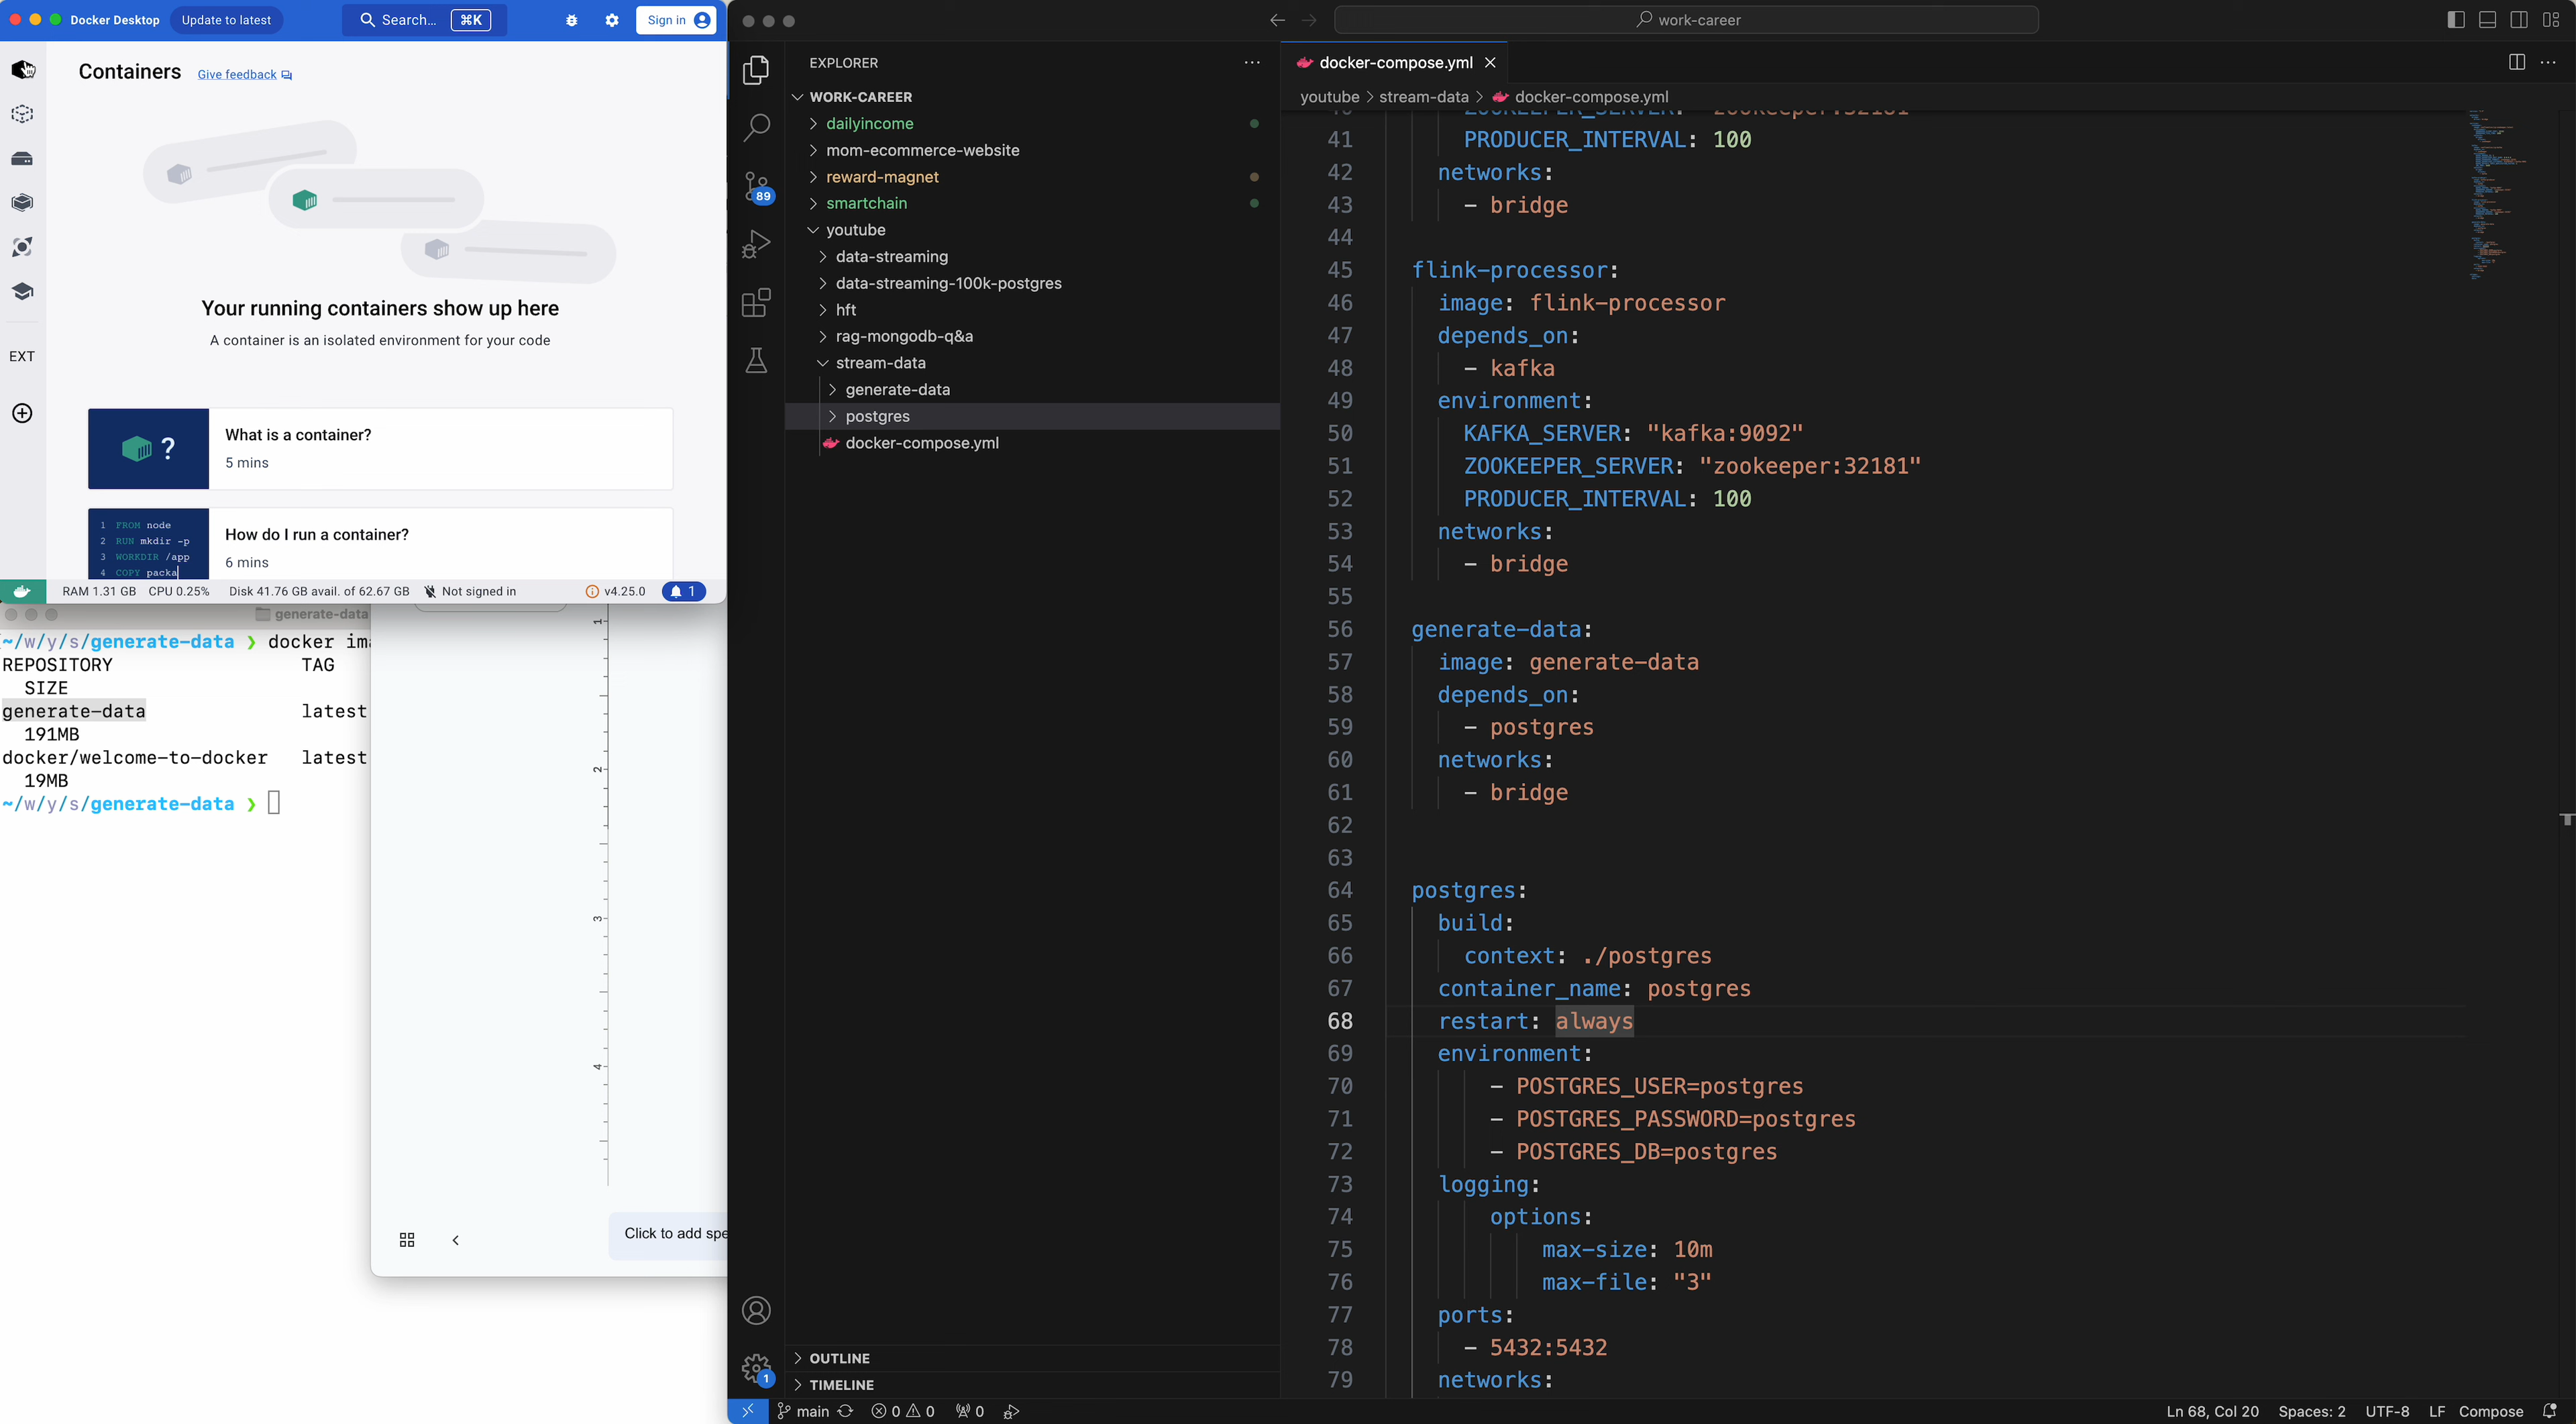 Docker Desktop
Update to latest
Search...
⌘K
Sign in
Containers
Give feedback
EXT
Your running containers show up here
A container is an isolated environment for your code
?
What is a container?
5 mins
1 FROM node
2 RUN mkdir -p
3 WORKDIR /app
4 COPY packa
How do I run a container?
6 mins
RAM 1.31 GB CPU 0.25% Disk 41.76 GB avail. of 62.67 GB Not signed in v4.25.0 1
generate-data
~/w/y/s/generate-data ❯ docker ima
REPOSITORY TAG
SIZE
generate-data latest
191MB
docker/welcome-to-docker latest
19MB
~/w/y/s/generate-data ❯
1
2
3
4
Click to add spe
work-career
89
1
EXPLORER
WORK-CAREER
dailyincome
mom-ecommerce-website
reward-magnet
smartchain
youtube
data-streaming
data-streaming-100k-postgres
hft
rag-mongodb-q&a
stream-data
generate-data
postgres
docker-compose.yml
OUTLINE
TIMELINE
docker-compose.yml
youtube > stream-data > docker-compose.yml
40 ZOOKEEPER_SERVER: "zookeeper:32181"
41 PRODUCER_INTERVAL: 100
42 networks:
43 - bridge
44
45 flink-processor:
46 image: flink-processor
47 depends_on:
48 - kafka
49 environment:
50 KAFKA_SERVER: "kafka:9092"
51 ZOOKEEPER_SERVER: "zookeeper:32181"
52 PRODUCER_INTERVAL: 100
53 networks:
54 - bridge
55
56 generate-data:
57 image: generate-data
58 depends_on:
59 - postgres
60 networks:
61 - bridge
62
63
64 postgres:
65 build:
66 context: ./postgres
67 container_name: postgres
68 restart: always
69 environment:
70 - POSTGRES_USER=postgres
71 - POSTGRES_PASSWORD=postgres
72 - POSTGRES_DB=postgres
73 logging:
74 options:
75 max-size: 10m
76 max-file: "3"
77 ports:
78 - 5432:5432
79 networks:
main 0 0 0
Ln 68, Col 20 Spaces: 2 UTF-8 LF Compose